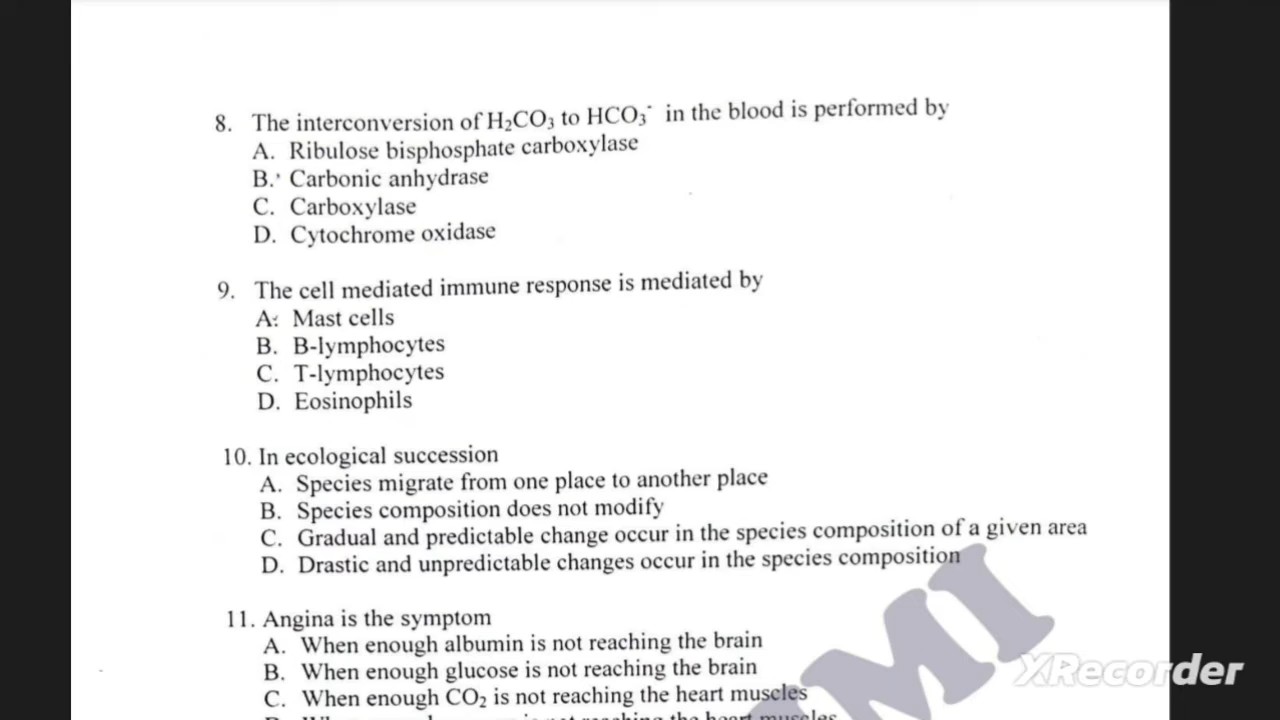 8. The interconversion of H₂CO₃ to HCO₃⁻ in the blood is performed by
A. Ribulose bisphosphate carboxylase
B. Carbonic anhydrase
C. Carboxylase
D. Cytochrome oxidase
9. The cell mediated immune response is mediated by
A. Mast cells
B. B-lymphocytes
C. T-lymphocytes
D. Eosinophils
10. In ecological succession
A. Species migrate from one place to another place
B. Species composition does not modify
C. Gradual and predictable change occur in the species composition of a given area
D. Drastic and unpredictable changes occur in the species composition
11. Angina is the symptom
A. When enough albumin is not reaching the brain
B. When enough glucose is not reaching the brain
C. When enough CO₂ is not reaching the heart muscles
reaching the heart muscles
MI
XRecorder